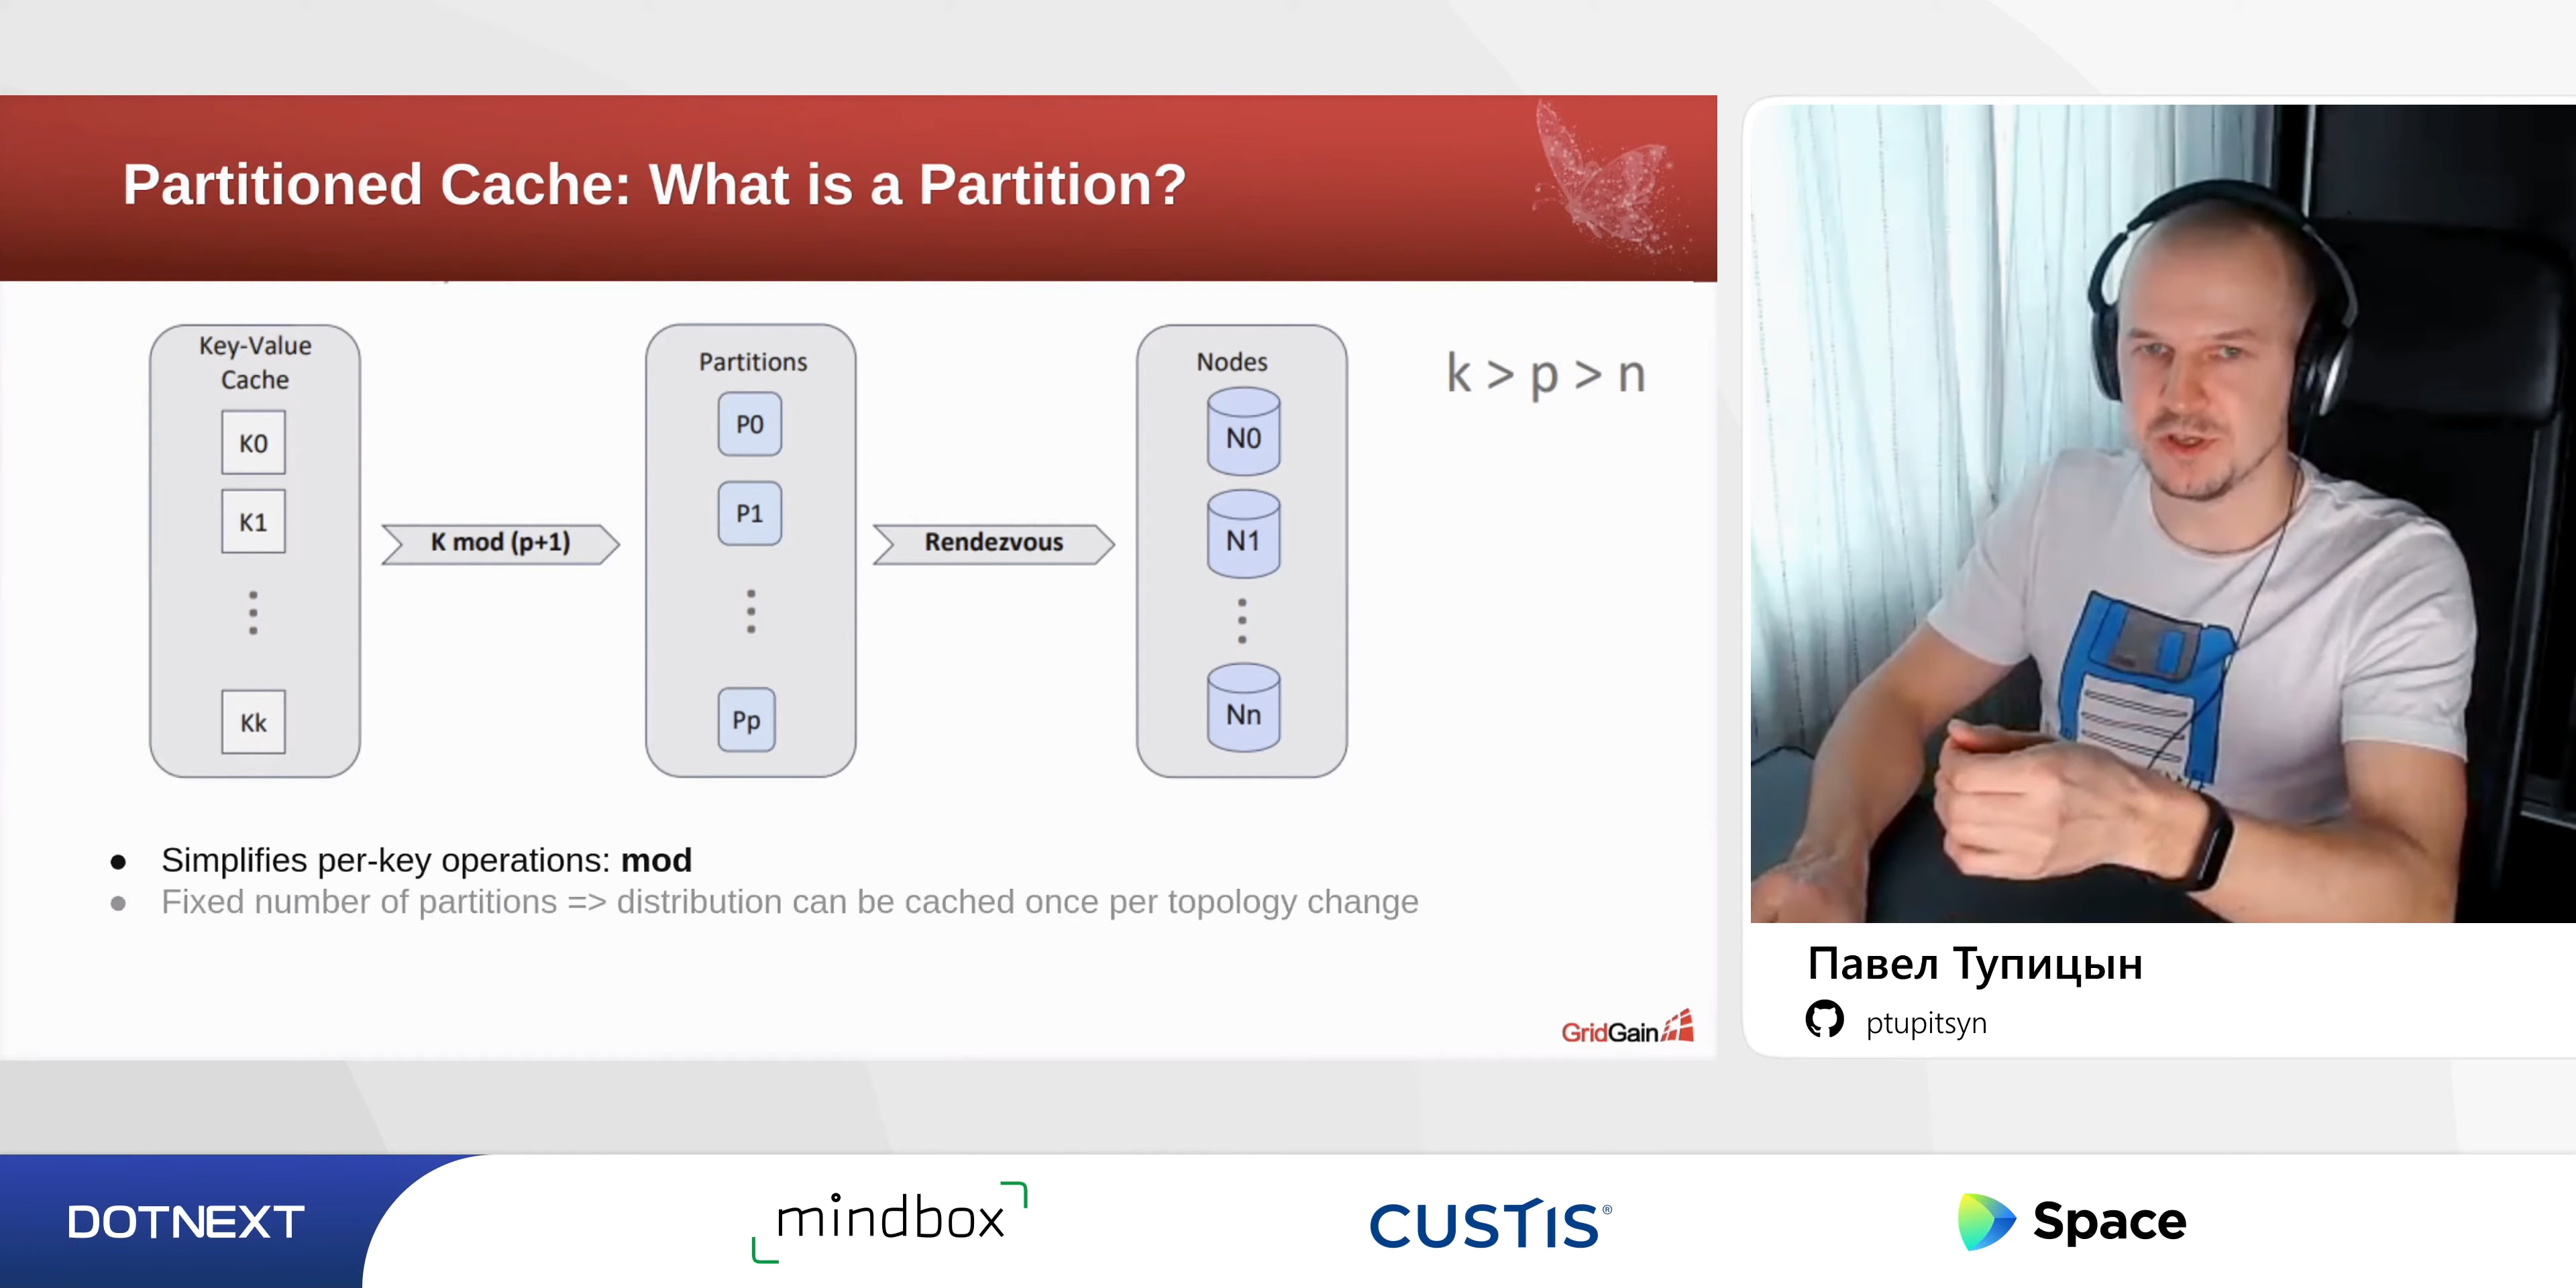 Partitioned Cache: What is a Partition?
Key-Value
Cache
K0
K1
Kk
K mod (p+1)
Partitions
P0
P1
Pp
Rendezvous
Nodes
N0
N1
Nn
k > p > n
● Simplifies per-key operations: mod
● Fixed number of partitions => distribution can be cached once per topology change
GridGain
Павел Тупицын
ptupitsyn
DOTNEXT
mindbox
CUSTIS®
Space